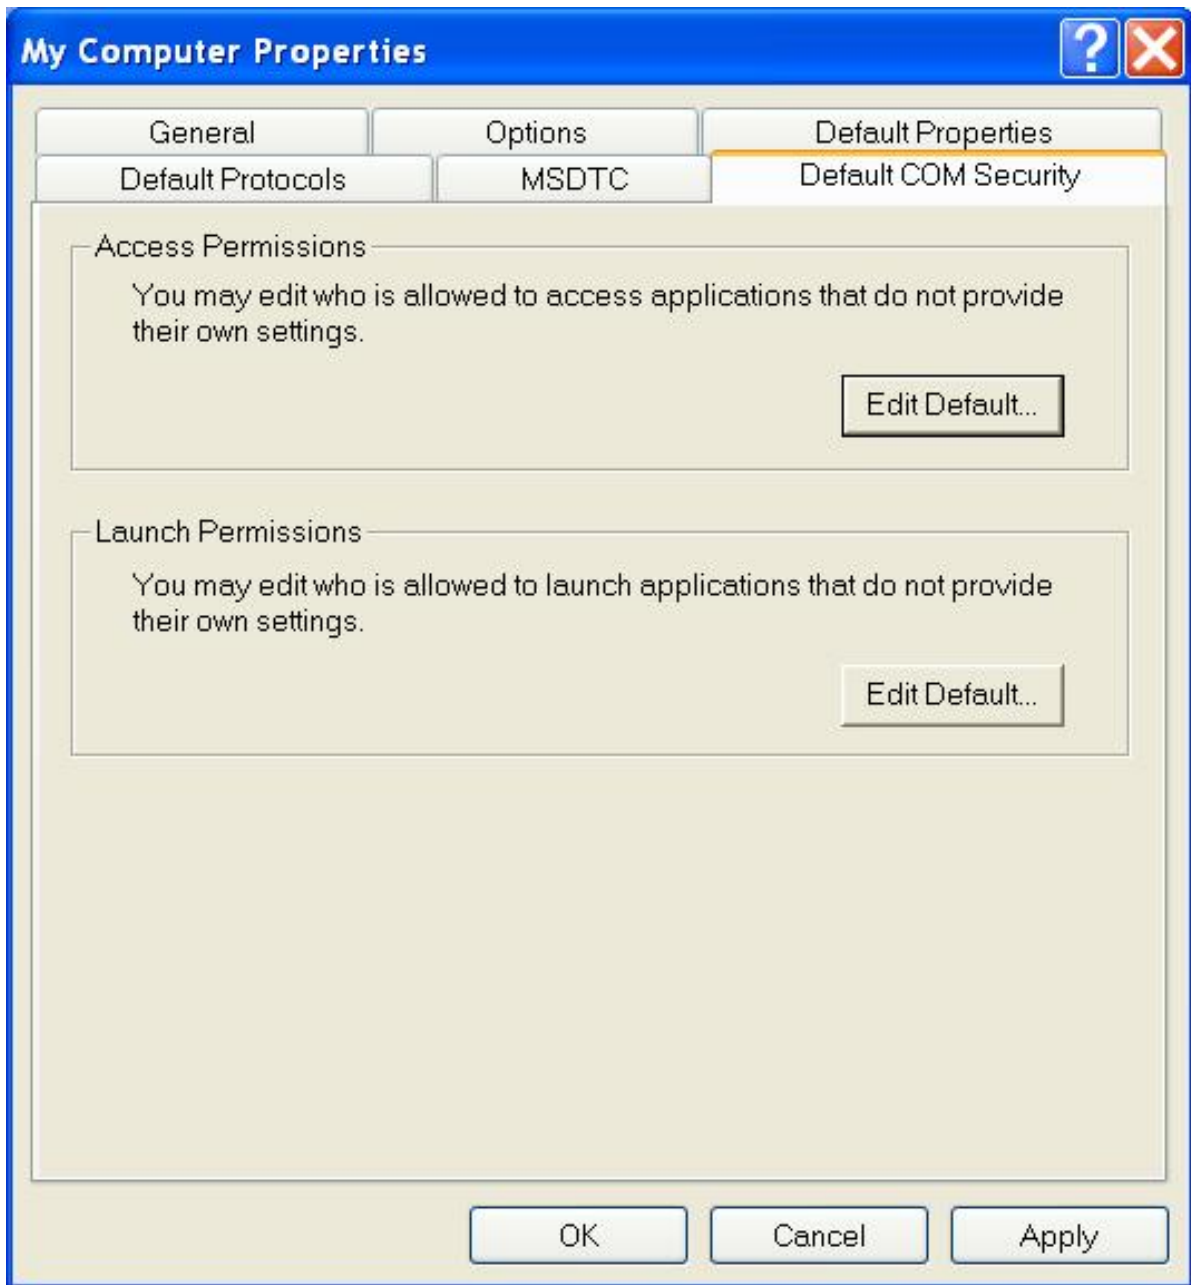 My Computer Properties
?
General Options Default Properties
Default Protocols MSDTC Default COM Security
Access Permissions
You may edit who is allowed to access applications that do not provide
their own settings.
Edit Default...
Launch Permissions
You may edit who is allowed to launch applications that do not provide
their own settings.
Edit Default...
OK Cancel Apply